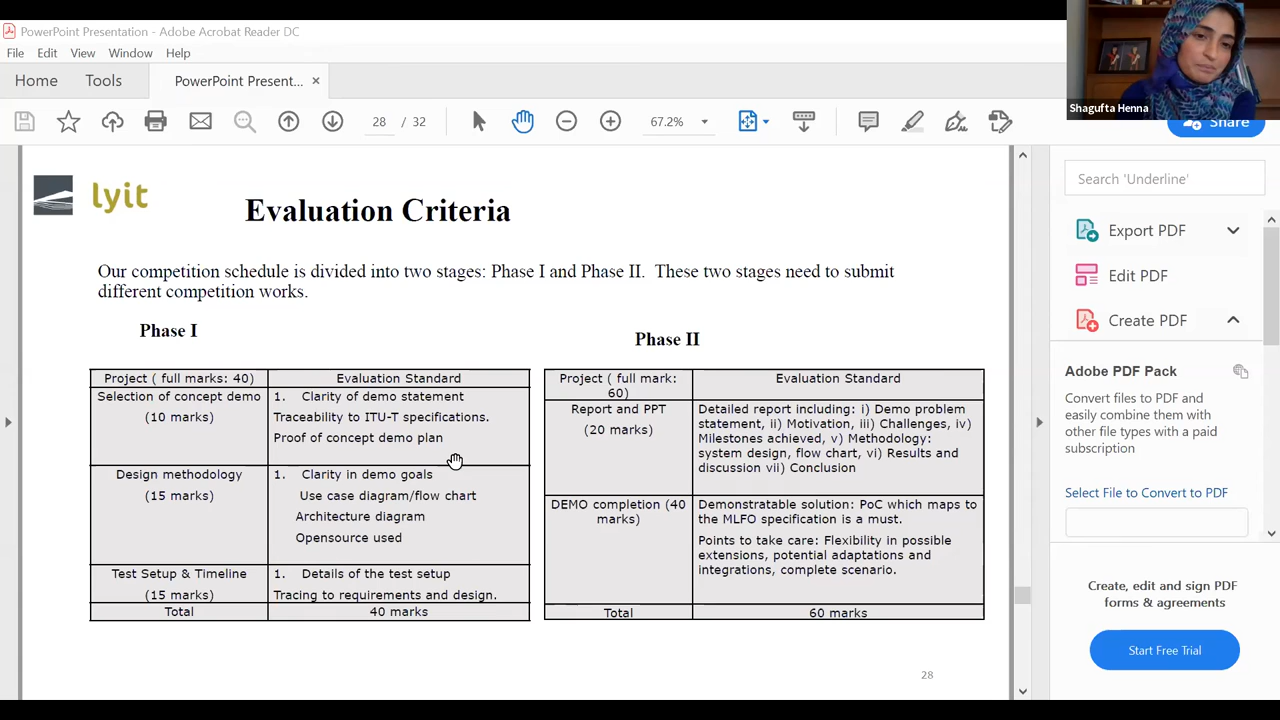 PowerPoint Presentation - Adobe Acrobat Reader DC
File Edit View Window Help
Home Tools PowerPoint Present... ×
28 / 32 67.2%
Shagufta Henna
Share
lyit
Evaluation Criteria
Our competition schedule is divided into two stages: Phase I and Phase II. These two stages need to submit
different competition works.
Phase I
Project ( full marks: 40) Evaluation Standard
Selection of concept demo
(10 marks)
1. Clarity of demo statement
Traceability to ITU-T specifications.
Proof of concept demo plan
Design methodology
(15 marks)
1. Clarity in demo goals
Use case diagram/flow chart
Architecture diagram
Opensource used
Test Setup & Timeline
(15 marks)
1. Details of the test setup
Tracing to requirements and design.
Total 40 marks
Phase II
Project ( full mark:
60)
Evaluation Standard
Report and PPT
(20 marks)
Detailed report including: i) Demo problem
statement, ii) Motivation, iii) Challenges, iv)
Milestones achieved, v) Methodology:
system design, flow chart, vi) Results and
discussion vii) Conclusion
DEMO completion (40
marks)
Demonstratable solution: PoC which maps to
the MLFO specification is a must.
Points to take care: Flexibility in possible
extensions, potential adaptations and
integrations, complete scenario.
Total 60 marks
28
Search 'Underline'
Export PDF
Edit PDF
Create PDF
Adobe PDF Pack
Convert files to PDF and
easily combine them with
other file types with a paid
subscription
Select File to Convert to PDF
Create, edit and sign PDF
forms & agreements
Start Free Trial